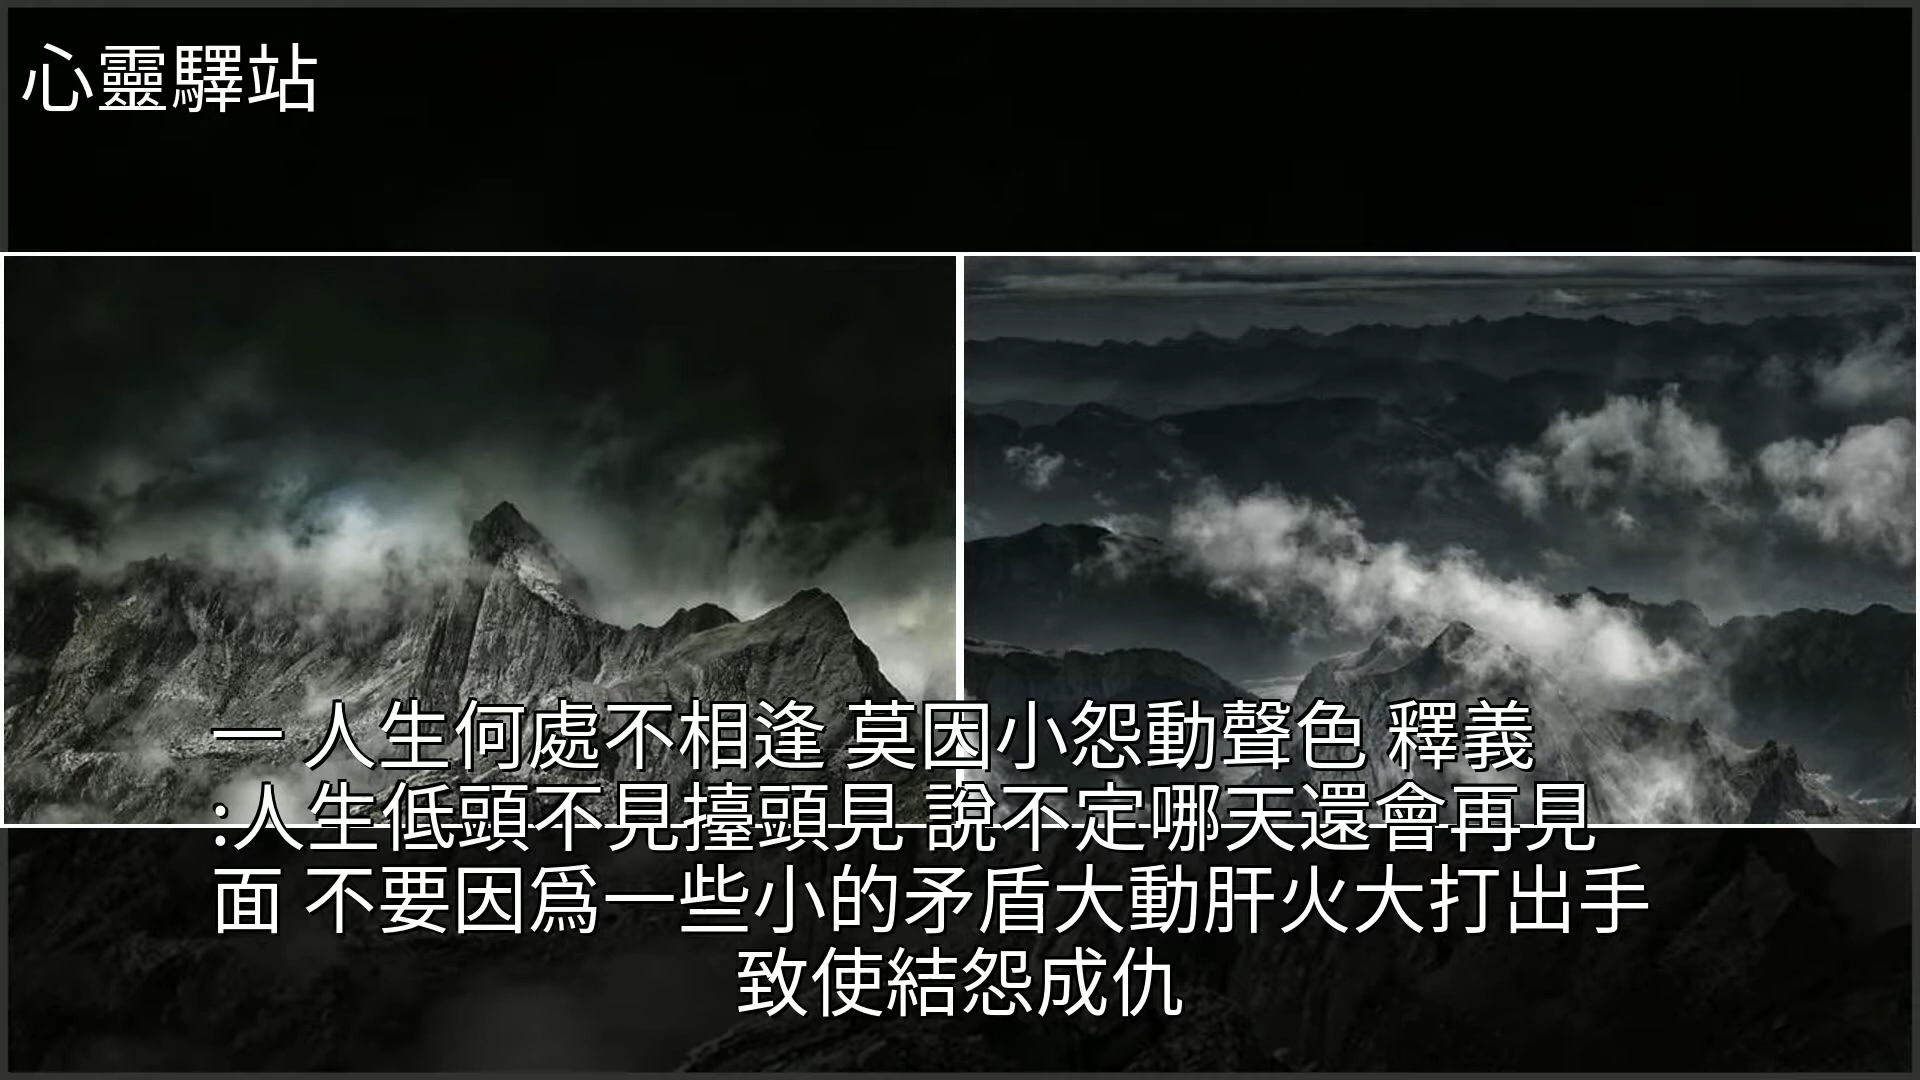 心靈驛站
一 人生何處不相逢 莫因小怨動聲色 釋義
:人生低頭不見擡頭見 說不定哪天還會再見
面 不要因爲一些小的矛盾大動肝火大打出手
致使結怨成仇